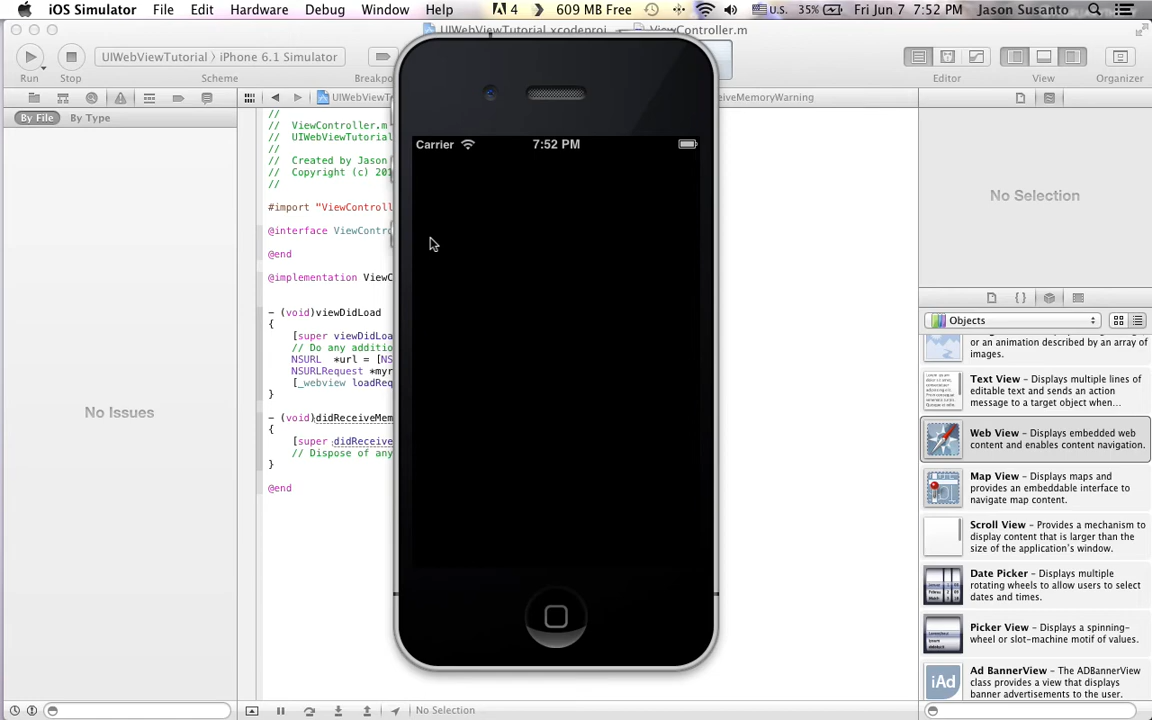 iOS Simulator File Edit Hardware Debug Window Help 4 609 MB Free U.S. 35% Fri Jun 7 7:52 PM Jason Susanto
UIWebViewTutorial.xcodeproj ViewController.m
UIWebViewTutorial 〉 iPhone 6.1 Simulator
Run Stop Scheme Breakpo Editor View Organizer
UIWebViewT ceiveMemoryWarning
By File By Type
No Issues
//
// ViewController.m
// UIWebViewTutorial
//
// Created by Jason
// Copyright (c) 201
//
#import "ViewControll
@interface ViewContro
@end
@implementation ViewC
- (void)viewDidLoad
{
[super viewDidLoa
// Do any additio
NSURL *url = [NS
NSURLRequest *myr
[_webview loadReq
}
- (void)didReceiveMem
{
[super didReceive
// Dispose of any
}
@end
Carrier 7:52 PM
No Selection
Objects
or an animation described by an array of
images.
Text View - Displays multiple lines of
editable text and sends an action
message to a target object when...
Web View - Displays embedded web
content and enables content navigation.
Map View - Displays maps and
provides an embeddable interface to
navigate map content.
Scroll View - Provides a mechanism to
display content that is larger than the
size of the application's window.
Date Picker - Displays multiple
rotating wheels to allow users to select
dates and times.
Picker View - Displays a spinning-
wheel or slot-machine motif of values.
iAd
Ad BannerView - The ADBannerView
class provides a view that displays
banner advertisements to the user.
No Selection